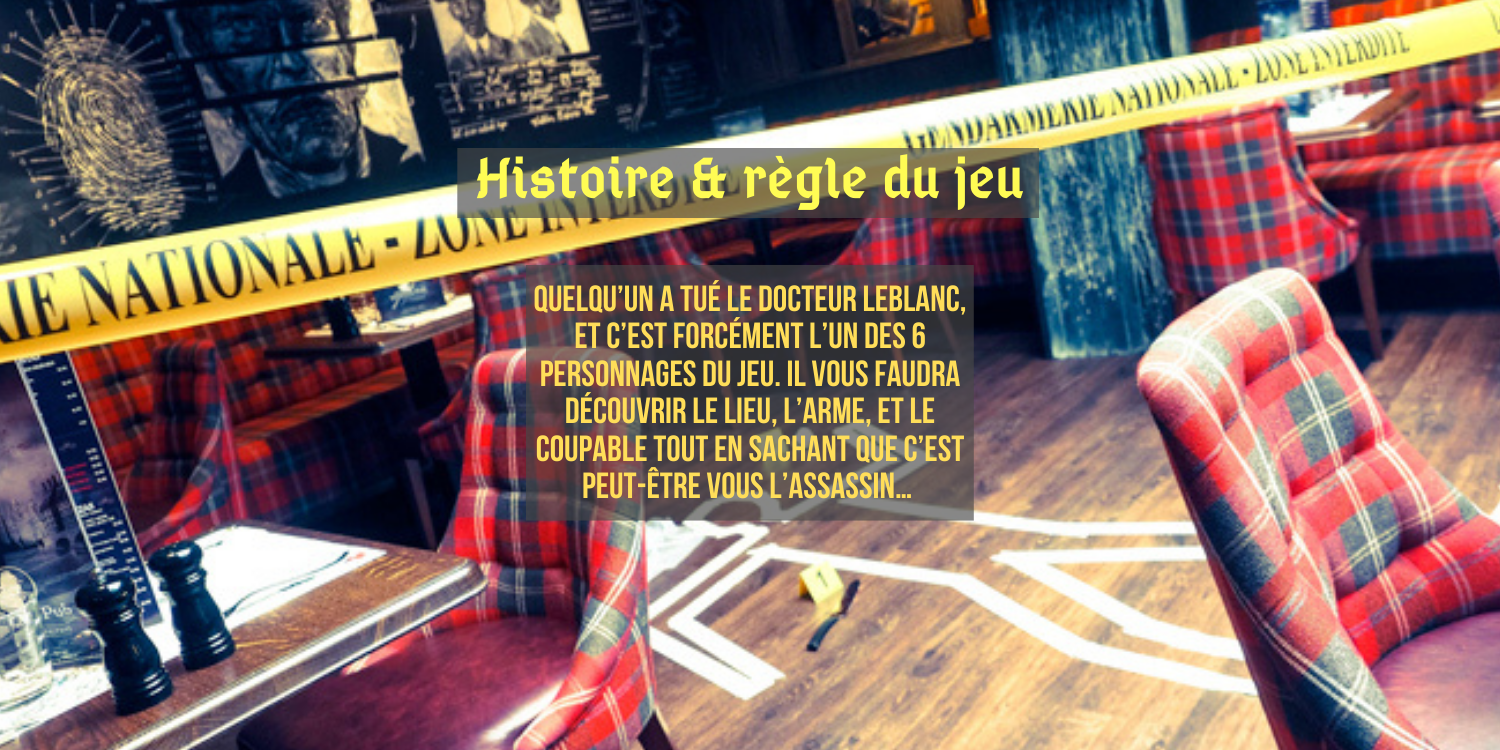 GENDARMERIE NATIONALE • ZONE INTERDITE
Histoire & règle du jeu
RIE NATIONALE - ZONE INTERDITE
QUELQU'UN A TUÉ LE DOCTEUR LEBLANC,
ET C'EST FORCÉMENT L'UN DES 6
PERSONNAGES DU JEU. IL VOUS FAUDRA
DÉCOUVRIR LE LIEU, L'ARME, ET LE
COUPABLE TOUT EN SACHANT QUE C'EST
PEUT-ÊTRE VOUS L'ASSASSIN...
Pub